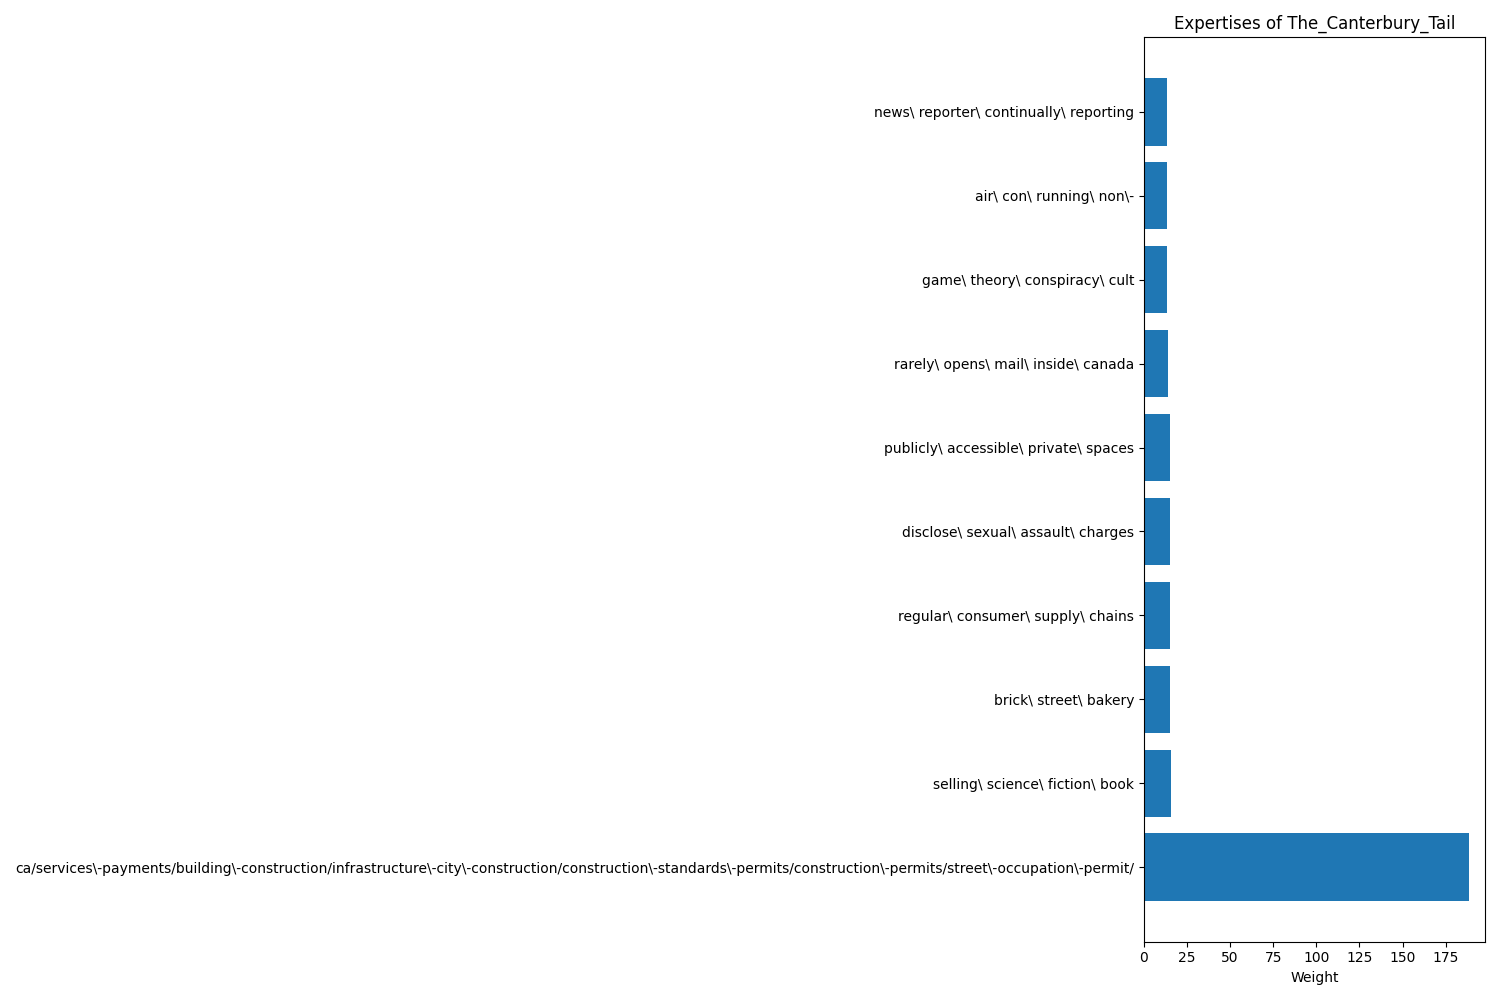 Expertises of The_Canterbury_Tail
news\ reporter\ continually\ reporting
air\ con\ running\ non\-
game\ theory\ conspiracy\ cult
rarely\ opens\ mail\ inside\ canada
publicly\ accessible\ private\ spaces
disclose\ sexual\ assault\ charges
regular\ consumer\ supply\ chains
brick\ street\ bakery
selling\ science\ fiction\ book
ca/services\-payments/building\-construction/infrastructure\-city\-construction/construction\-standards\-permits/construction\-permits/street\-occupation\-permit/
0 25 50 75 100 125 150 175
Weight